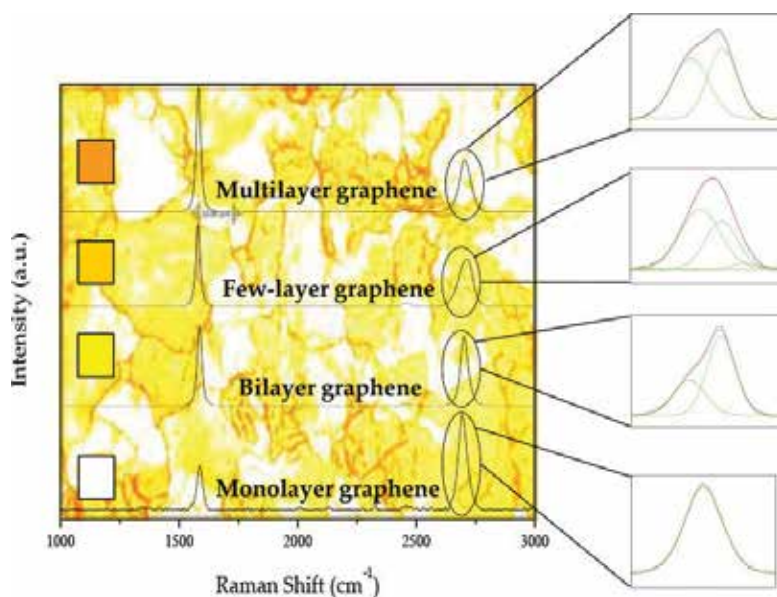 Multilayer graphene
Few-layer graphene
Bilayer graphene
Monolayer graphene
Intensity (a.u.)
1000 1500 2000 2500 3000
Raman Shift (cm⁻¹)